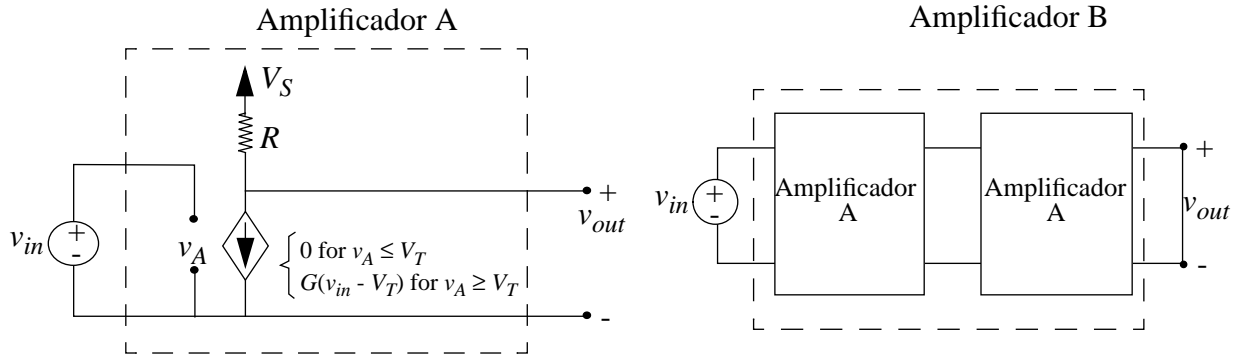 Amplificador A
V_S
R
v_in
+
-
v_A
0 for v_A ≤ V_T
G(v_in - V_T) for v_A ≥ V_T
+
v_out
-
Amplificador B
v_in
+
-
Amplificador
A
Amplificador
A
+
v_out
-